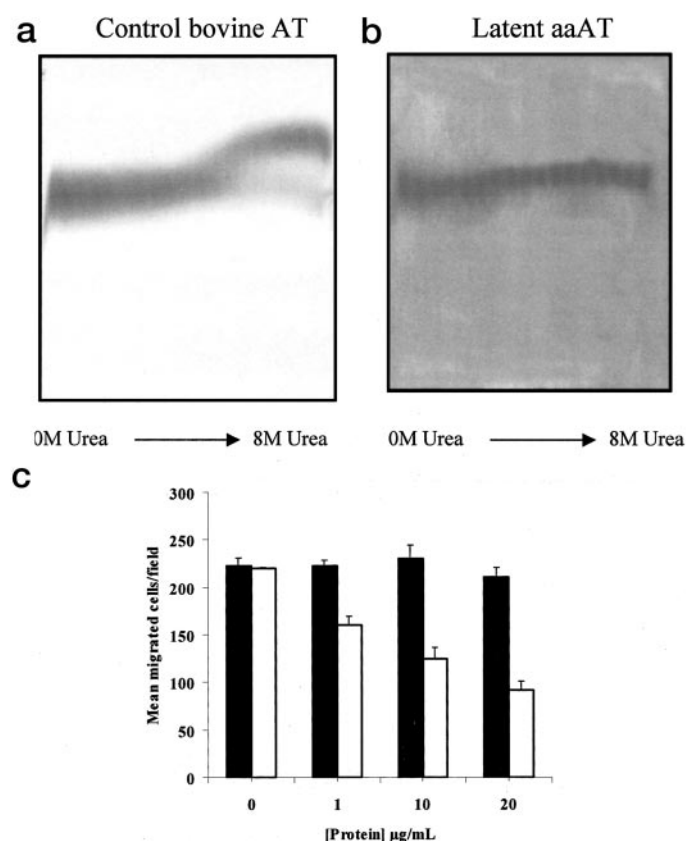 a
Control bovine AT
b
Latent aaAT
0M Urea
8M Urea
0M Urea
8M Urea
c
300
250
200
150
100
50
0
Mean migrated cells/field
0
1
10
20
[Protein] µg/mL